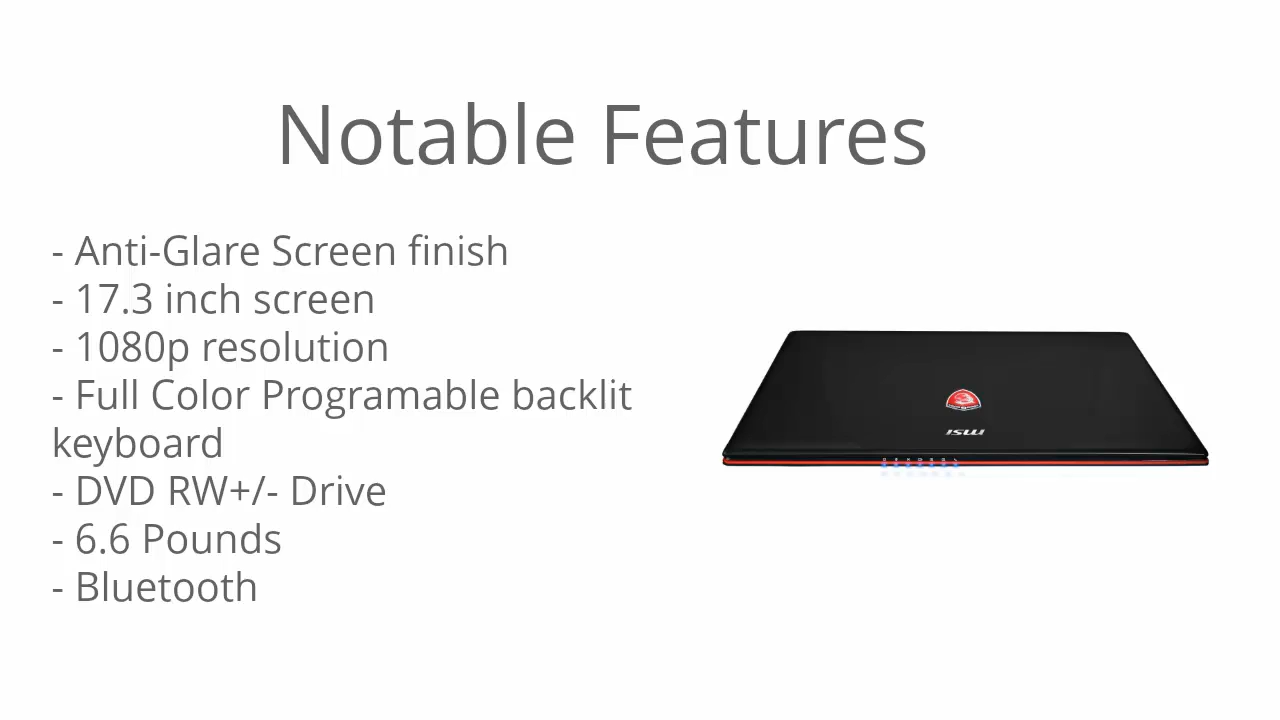 Notable Features
- Anti-Glare Screen finish
- 17.3 inch screen
- 1080p resolution
- Full Color Programable backlit
keyboard
- DVD RW+/- Drive
- 6.6 Pounds
- Bluetooth
msi